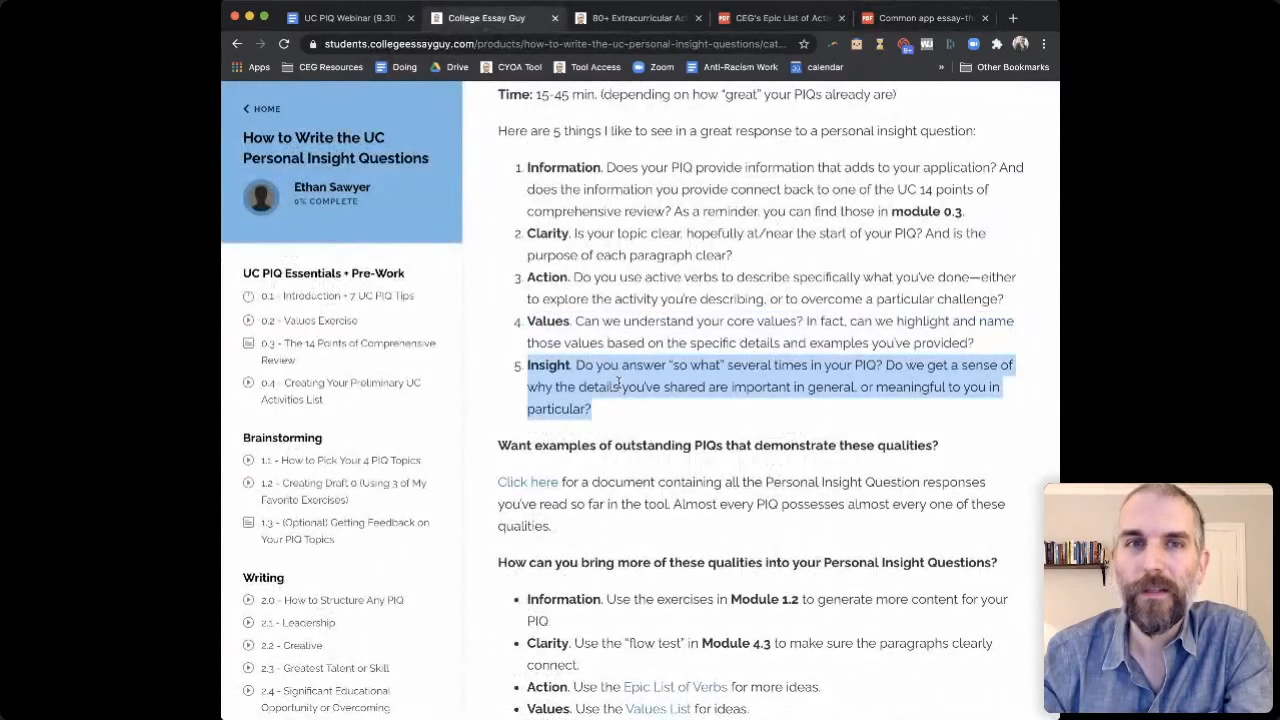 UC PIQ Webinar (9.30.
College Essay Guy
80+ Extracurricular Ac
CEG's Epic List of Acti
Common app essay-th
students.collegeessayguy.com/products/how-to-write-the-uc-personal-insight-questions/cat...
Apps
CEG Resources
Doing
Drive
CYOA Tool
Tool Access
Zoom
Anti-Racism Work
calendar
»
Other Bookmarks
HOME
How to Write the UC
Personal Insight Questions
Ethan Sawyer
0% COMPLETE
UC PIQ Essentials + Pre-Work
0.1 - Introduction + 7 UC PIQ Tips
0.2 - Values Exercise
0.3 - The 14 Points of Comprehensive
Review
0.4 - Creating Your Preliminary UC
Activities List
Brainstorming
1.1 - How to Pick Your 4 PIQ Topics
1.2 - Creating Draft 0 (Using 3 of My
Favorite Exercises)
1.3 - (Optional) Getting Feedback on
Your PIQ Topics
Writing
2.0 - How to Structure Any PIQ
2.1 - Leadership
2.2 - Creative
2.3 - Greatest Talent or Skill
2.4 - Significant Educational
Opportunity or Overcoming
Time: 15-45 min. (depending on how “great” your PIQs already are)
Here are 5 things I like to see in a great response to a personal insight question:
1. Information. Does your PIQ provide information that adds to your application? And
does the information you provide connect back to one of the UC 14 points of
comprehensive review? As a reminder, you can find those in module 0.3.
2. Clarity. Is your topic clear, hopefully at/near the start of your PIQ? And is the
purpose of each paragraph clear?
3. Action. Do you use active verbs to describe specifically what you’ve done—either
to explore the activity you’re describing, or to overcome a particular challenge?
4. Values. Can we understand your core values? In fact, can we highlight and name
those values based on the specific details and examples you’ve provided?
5. Insight. Do you answer “so what” several times in your PIQ? Do we get a sense of
why the details you’ve shared are important in general, or meaningful to you in
particular?
Want examples of outstanding PIQs that demonstrate these qualities?
Click here for a document containing all the Personal Insight Question responses
you’ve read so far in the tool. Almost every PIQ possesses almost every one of these
qualities.
How can you bring more of these qualities into your Personal Insight Questions?
• Information. Use the exercises in Module 1.2 to generate more content for your
PIQ
• Clarity. Use the “flow test” in Module 4.3 to make sure the paragraphs clearly
connect.
• Action. Use the Epic List of Verbs for more ideas.
• Values. Use the Values List for ideas.